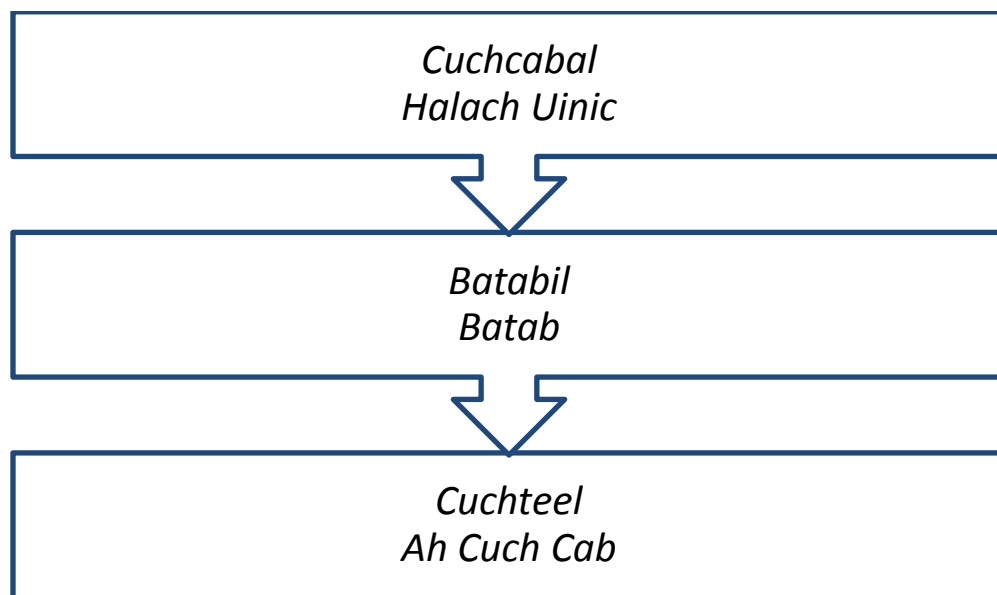 Cuchcabal
Halach Uinic
Batabil
Batab
Cuchteel
Ah Cuch Cab